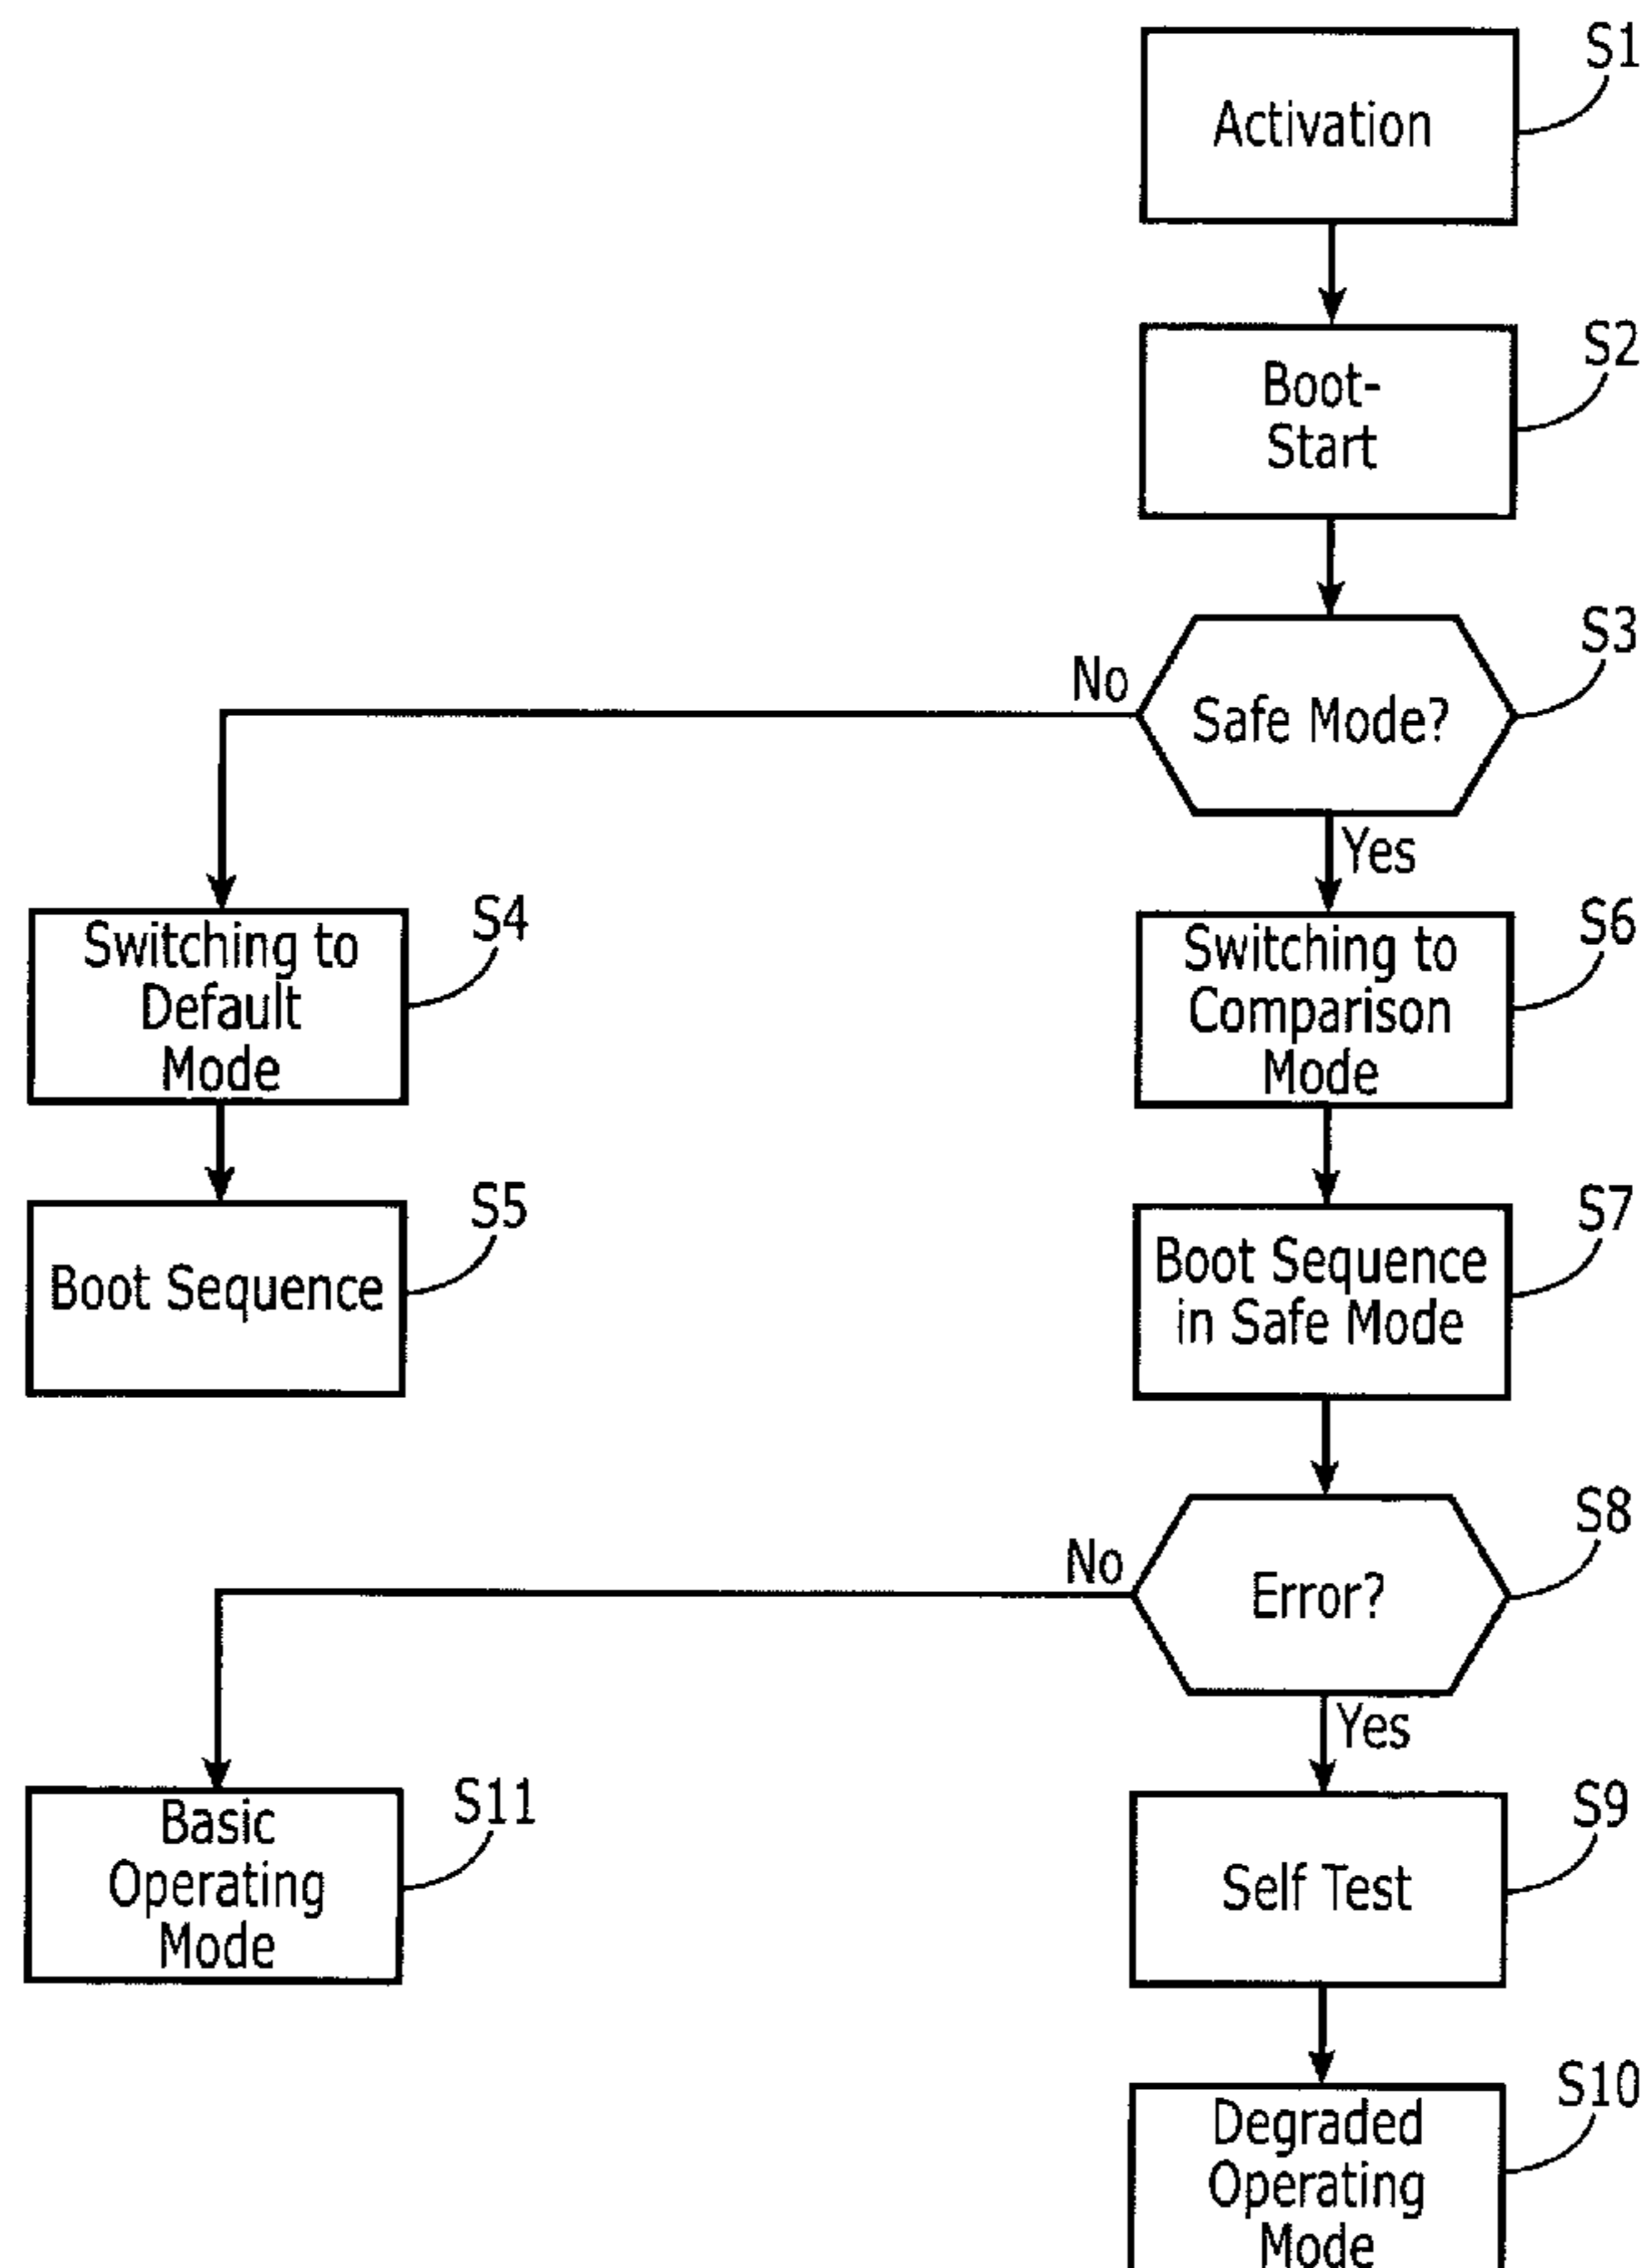 S1
Activation
S2
Boot-
Start
S3
No
Safe Mode?
Yes
S4
Switching to
Default
Mode
S6
Switching to
Comparison
Mode
S5
Boot Sequence
S7
Boot Sequence
in Safe Mode
S8
No
Error?
Yes
S11
Basic
Operating
Mode
S9
Self Test
S10
Degraded
Operating
Mode